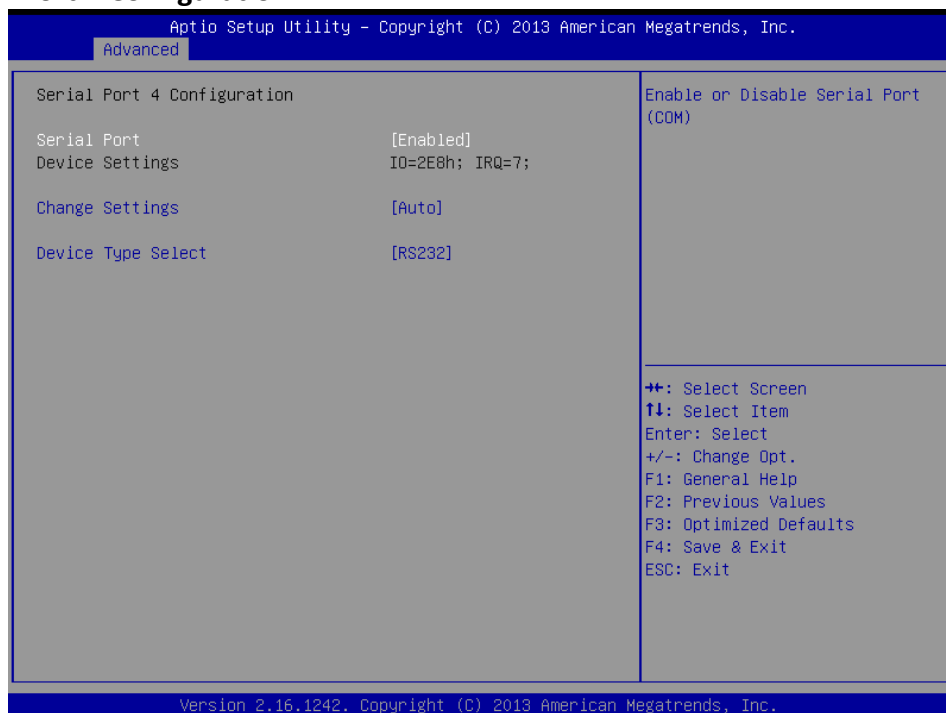 Aptio Setup Utility – Copyright (C) 2013 American Megatrends, Inc.
Advanced
Serial Port 4 Configuration
Serial Port [Enabled]
Device Settings IO=2E8h; IRQ=7;
Change Settings [Auto]
Device Type Select [RS232]
Enable or Disable Serial Port
(COM)
→←: Select Screen
↑↓: Select Item
Enter: Select
+/-: Change Opt.
F1: General Help
F2: Previous Values
F3: Optimized Defaults
F4: Save & Exit
ESC: Exit
Version 2.16.1242. Copyright (C) 2013 American Megatrends, Inc.